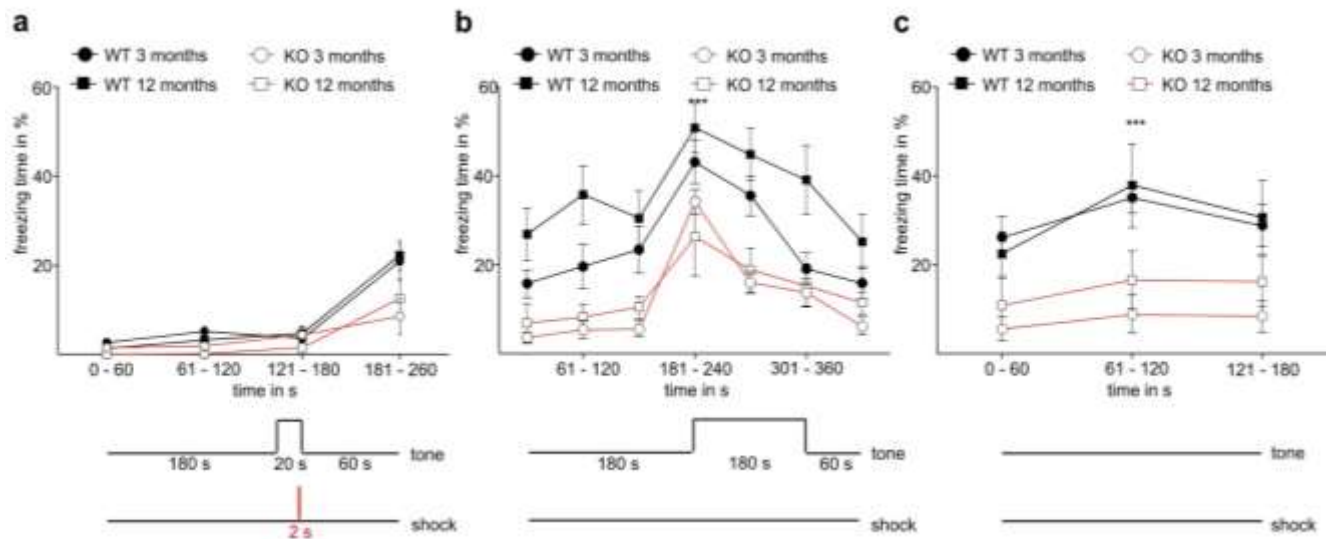 a
WT 3 months KO 3 months
WT 12 months KO 12 months
60
40
20
freezing time in %
0 - 60 61 - 120 121 - 180 181 - 260
time in s
180 s 20 s 60 s tone
2 s shock
b
WT 3 months KO 3 months
WT 12 months KO 12 months
60
40
20
freezing time in %
***
61 - 120 181 - 240 301 - 360
time in s
180 s 180 s 60 s tone
shock
c
WT 3 months KO 3 months
WT 12 months KO 12 months
60
40
20
freezing time in %
***
0 - 60 61 - 120 121 - 180
time in s
tone
shock